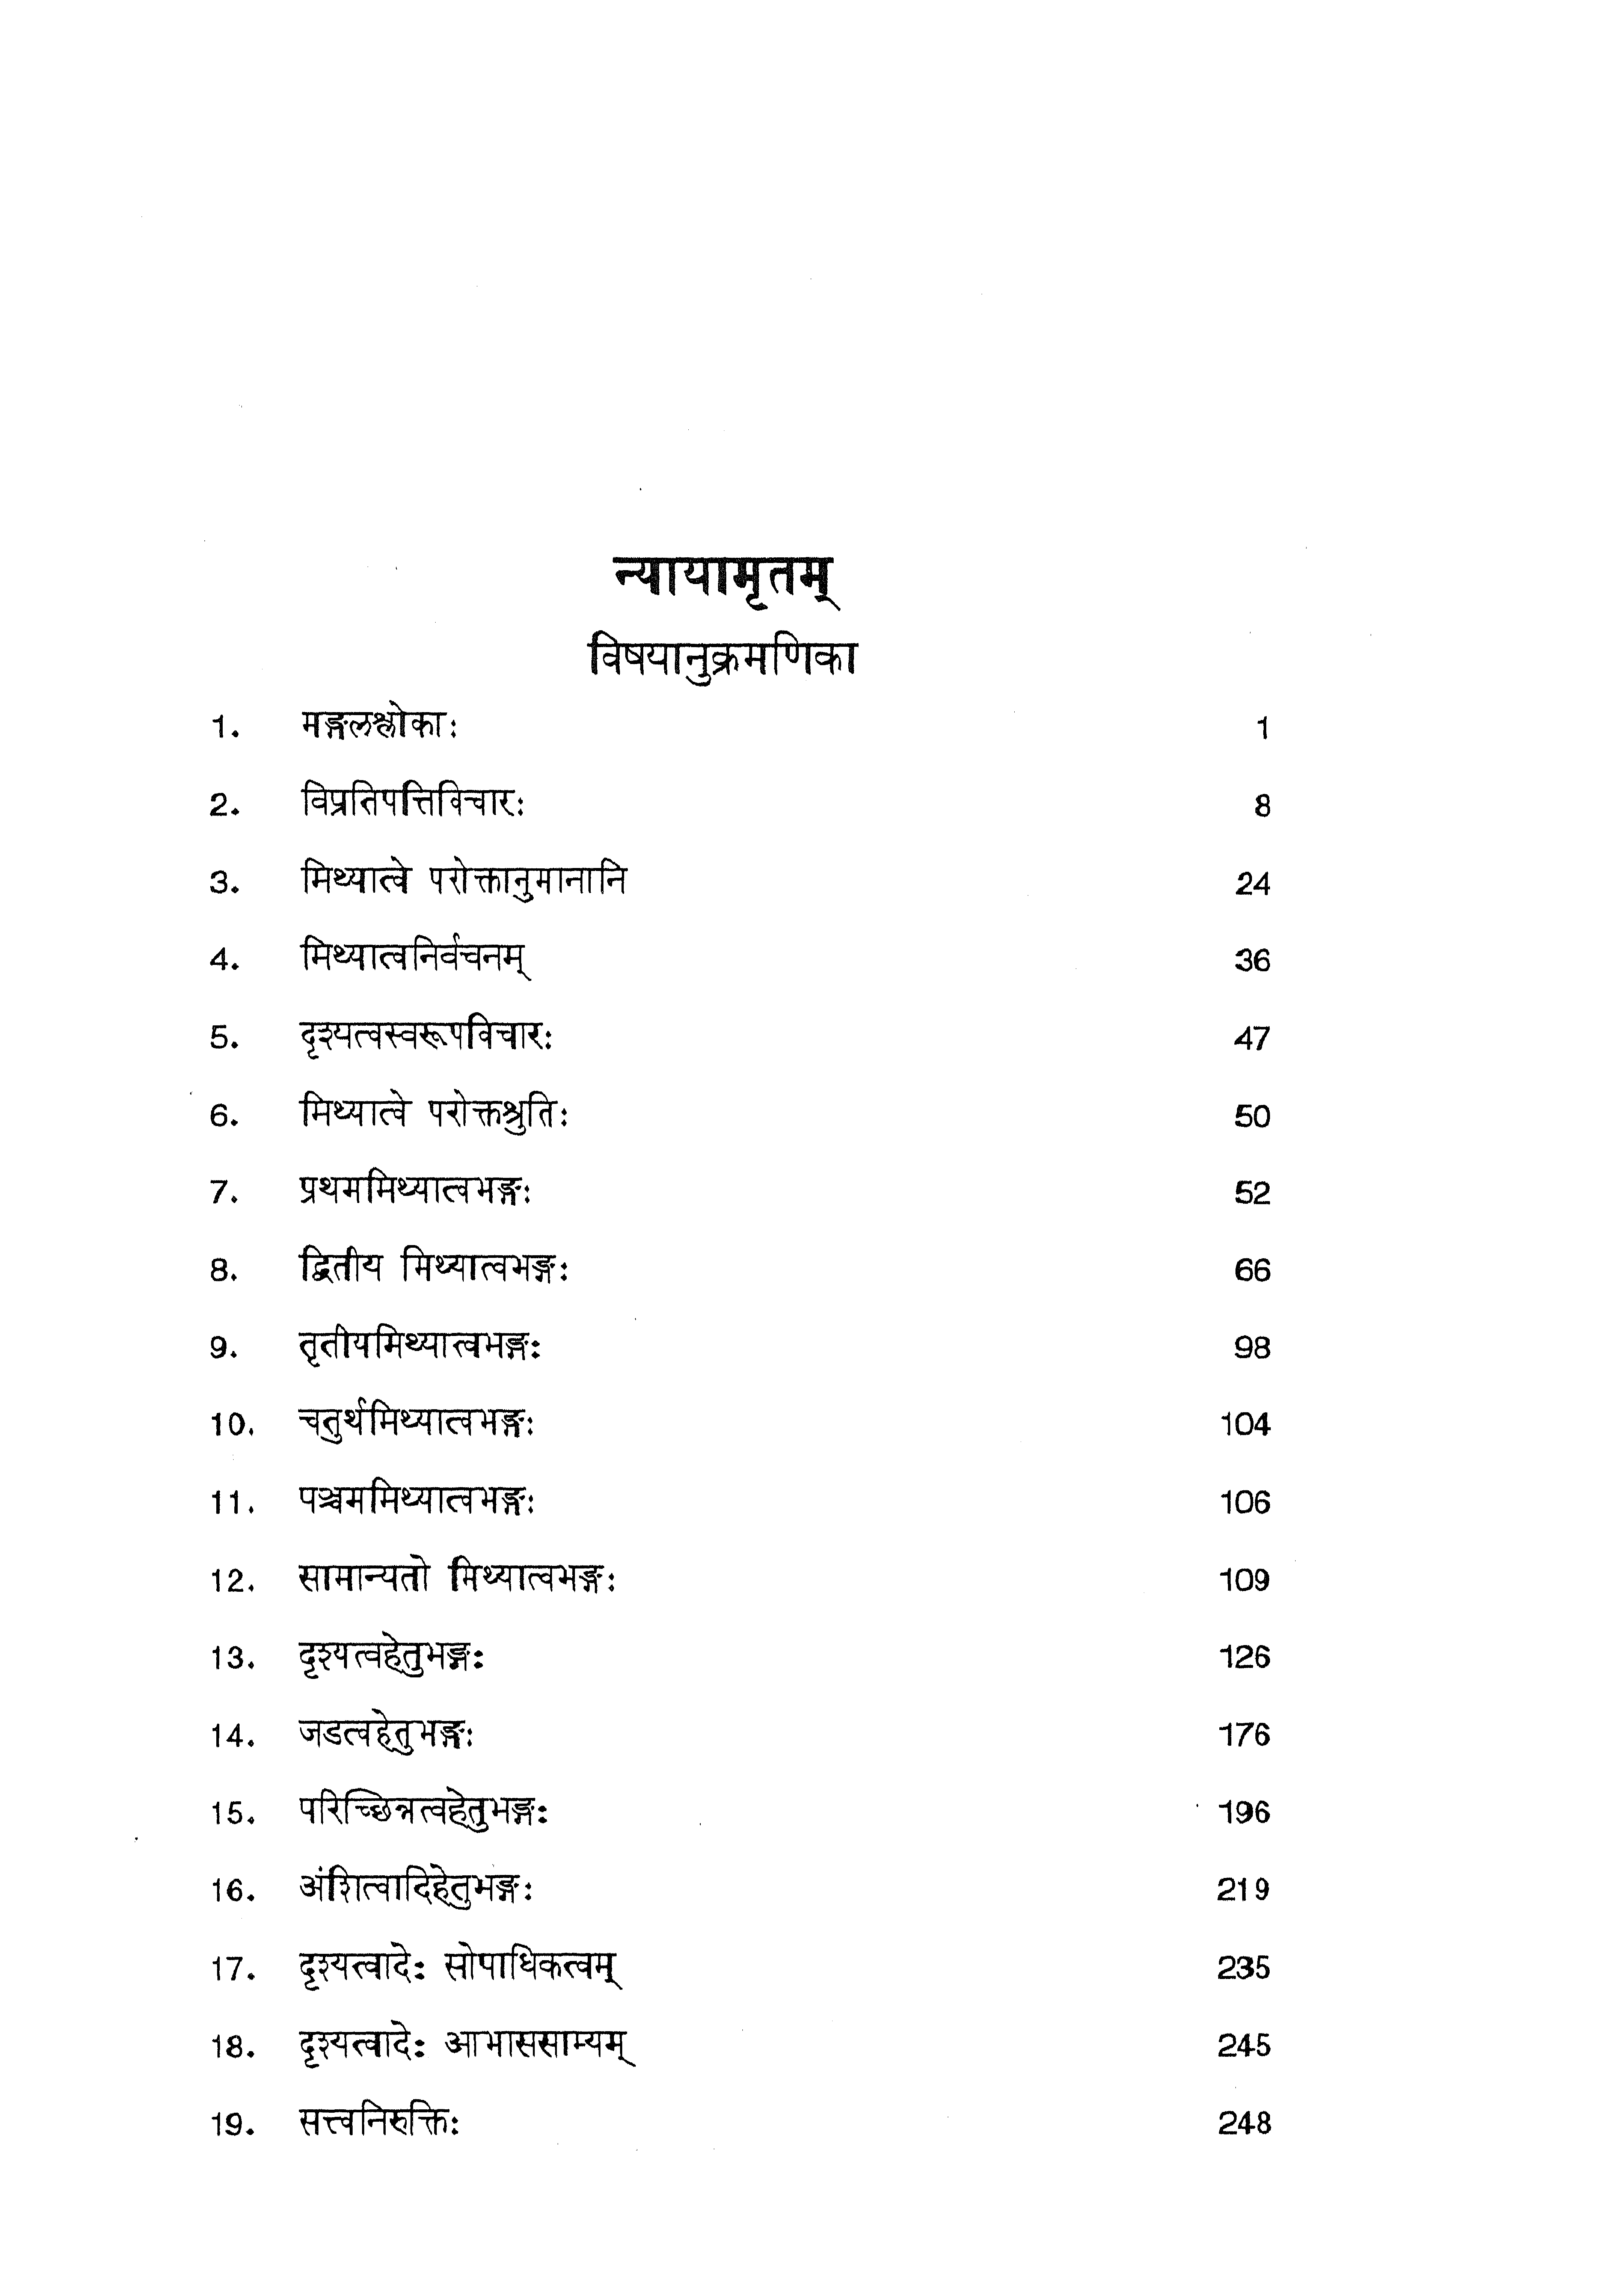 न्यायामृतम्
विषयानुक्रमणिका
1. मङ्गलश्लोकाः 1
2. विप्रतिपत्तिविचारः 8
3. मिथ्यात्वे परोक्तानुमानानि 24
4. मिथ्यात्वनिर्वचनम् 36
5. दृश्यत्वस्वरूपविचारः 47
6. मिथ्यात्वे परोक्तश्रुतिः 50
7. प्रथममिथ्यात्वभङ्गः 52
8. द्वितीय मिथ्यात्वभङ्गः 66
9. तृतीयमिथ्यात्वभङ्गः 98
10. चतुर्थमिथ्यात्वभङ्गः 104
11. पञ्चममिथ्यात्वभङ्गः 106
12. सामान्यतो मिथ्यात्वभङ्गः 109
13. दृश्यत्वहेतुभङ्गः 126
14. जडत्वहेतुभङ्गः 176
15. परिच्छिन्नत्वहेतुभङ्गः 196
16. अंशित्वादिहेतुभङ्गः 219
17. दृश्यत्वादेः सोपाधिकत्वम् 235
18. दृश्यत्वादेः आभाससाम्यम् 245
19. सत्त्वनिरुक्तिः 248